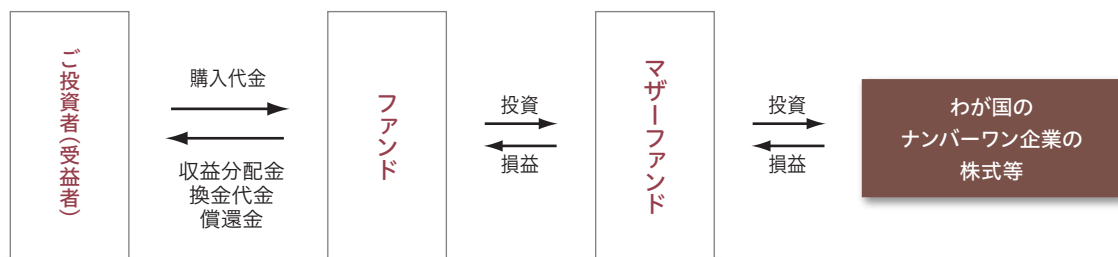 ご投資者(受益者)
購入代金
収益分配金
換金代金
償還金
ファンド
投資
損益
マザーファンド
投資
損益
わが国の
ナンバーワン企業の
株式等